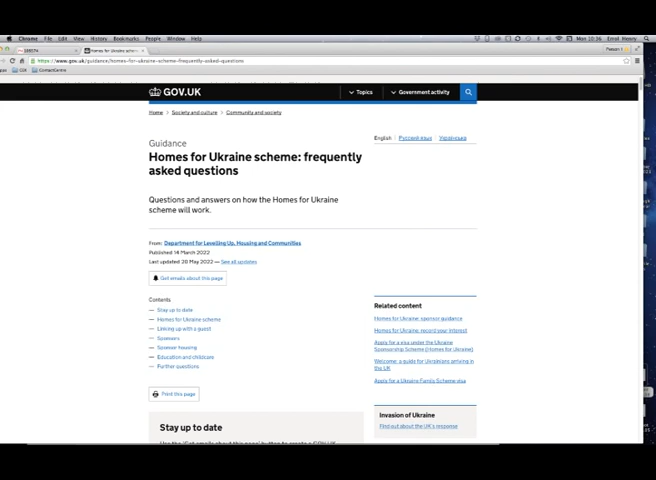 Chrome File Edit View History Bookmarks People Window Help
https://www.gov.uk/guidance/homes-for-ukraine-scheme-frequently-asked-questions
GOV.UK
Topics
Government activity
Home > Society and culture > Community and society
English
Русский язык
Українська
Guidance
Homes for Ukraine scheme: frequently
asked questions
Questions and answers on how the Homes for Ukraine
scheme will work.
From: Department for Levelling Up, Housing and Communities
Published 14 March 2022
Last updated 20 May 2022 — See all updates
Get emails about this page
Contents
— Stay up to date
— Homes for Ukraine scheme
— Linking up with a guest
— Sponsors
— Sponsor housing
— Education and childcare
— Further questions
Print this page
Stay up to date
Related content
Homes for Ukraine: sponsor guidance
Homes for Ukraine: record your interest
Apply for a visa under the Ukraine
Sponsorship Scheme (Homes for Ukraine)
Welcome: a guide for Ukrainians arriving in
the UK
Apply for a Ukraine Family Scheme visa
Invasion of Ukraine
Find out about the UK's response